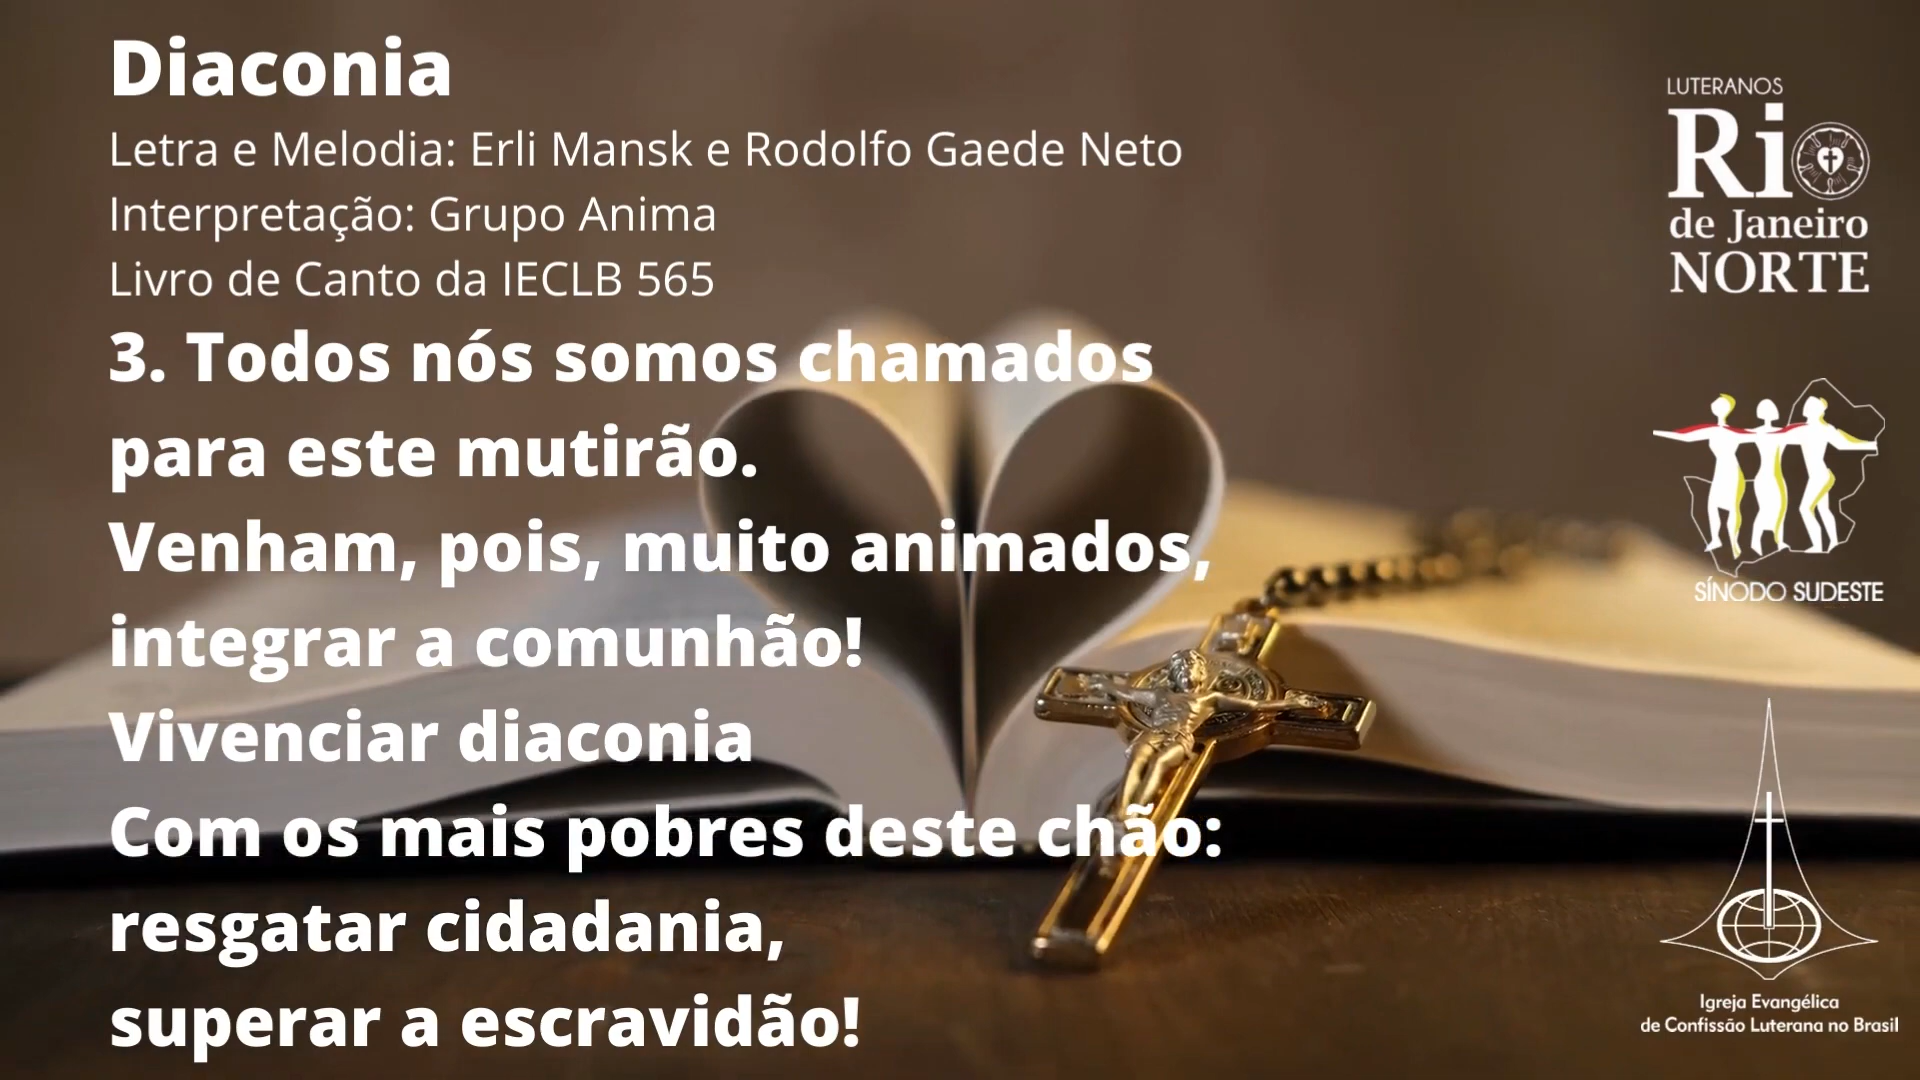 Diaconia
Letra e Melodia: Erli Mansk e Rodolfo Gaede Neto
Interpretação: Grupo Anima
Livro de Canto da IECLB 565
3. Todos nós somos chamados
para este mutirão.
Venham, pois, muito animados,
integrar a comunhão!
Vivenciar diaconia
Com os mais pobres deste chão:
resgatar cidadania,
superar a escravidão!
LUTERANOS
Rio
de Janeiro
NORTE
SÍNODO SUDESTE
Igreja Evangélica
de Confissão Luterana no Brasil